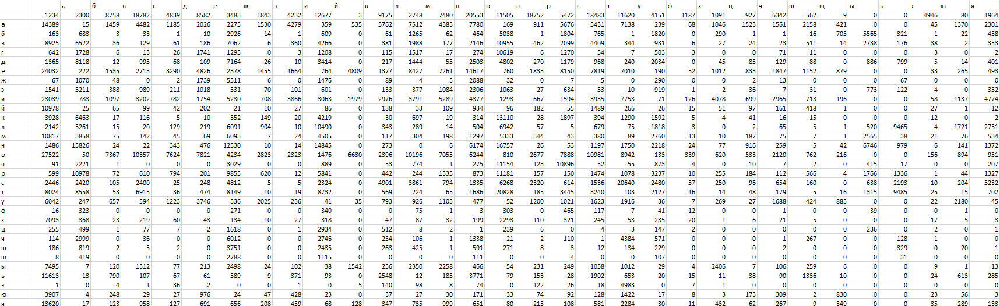 а б в г д е ж з и й к л м н о п р с т у ф х ц ч ш щ ы ь э ю я
1234 2300 8758 18782 4839 8582 3483 1843 4232 12677 3 9175 2748 7480 20553 11505 18752 5472 18483 11620 4151 1187 1091 927 6342 562 9 0 0 4946 80 1964
а 14389 15 1459 4482 1185 2026 2275 1530 4279 359 535 5762 7512 4383 7780 169 911 5676 5431 7138 239 68 1046 1523 1561 2158 421 0 0 45 1370 2301
б 163 683 3 33 1 10 2926 14 1 609 0 61 1265 62 464 5038 1 1804 765 1 1820 0 290 1 1 16 705 5565 321 1 22 458
в 8925 6522 36 129 61 186 7062 6 360 4266 0 381 1988 177 2146 10955 462 2099 4409 344 931 6 27 24 23 511 14 2738 176 38 2 353
г 642 1728 6 13 26 1741 1295 0 3 1208 0 115 1517 17 274 10619 6 1270 54 7 503 3 0 0 71 11 0 0 0 3 0 2
д 1365 8118 12 995 68 109 7164 26 10 3414 0 217 1444 55 2503 4802 270 1179 968 240 2034 0 45 85 129 88 0 886 799 5 14 401
е 24032 222 1535 2713 3290 4826 2378 1455 1664 764 4809 1377 8427 7261 14617 760 1833 8150 7819 7010 190 52 1012 833 1847 1152 879 0 0 33 265 493
ж 67 1070 48 0 2 1739 5511 6 0 1476 0 89 4 3 2088 32 0 7 5 0 290 0 0 2 13 0 0 0 67 0 0 0
з 1541 5211 388 989 211 1018 531 70 101 601 0 133 377 1084 2306 1063 27 634 53 10 919 1 2 36 7 31 0 773 122 4 0 352
и 23039 783 1097 3202 782 1754 5230 708 3866 3063 1979 2976 3791 5289 4377 1293 667 1594 3935 7753 71 126 4078 699 2965 713 196 0 0 58 1137 4774
й 10978 25 65 99 42 202 21 10 27 86 0 138 33 109 934 96 182 55 1489 266 26 15 51 97 161 418 1 0 0 27 1 12
к 3928 6463 17 116 5 10 352 149 20 4219 0 30 697 19 314 13110 28 1897 394 1290 1592 5 4 41 16 15 0 0 0 12 0 2
л 2142 5261 15 20 129 219 6091 904 10 10490 0 343 289 14 504 6942 57 5 679 75 1818 3 0 2 65 5 1 520 9465 4 1721 2751
м 10817 3858 75 142 45 69 6093 7 24 4505 0 117 304 198 1297 5333 344 43 380 89 2760 13 10 187 75 7 1 2565 38 21 76 534
н 1486 15826 24 22 343 476 12530 10 14 14845 0 273 0 6 6174 16757 26 53 1197 1750 2218 24 77 916 259 5 42 6746 979 6 141 1372
о 27522 50 7367 10357 7624 7821 4234 2823 2323 1476 6630 2396 10196 7055 6244 810 2677 7888 10981 8942 133 339 620 533 2120 762 216 0 0 156 894 951
п 91 2221 1 0 0 0 3029 0 0 889 0 53 774 1 275 11154 123 10896 52 55 873 4 0 10 7 2 0 415 17 0 0 207
р 599 10978 72 610 794 201 9855 620 12 5841 0 442 244 1335 873 11181 157 150 1474 1078 3237 10 255 184 112 566 4 1766 1336 1 44 1327
с 2446 2420 105 2400 25 248 4812 5 5 2324 0 4901 3861 794 1335 6268 2320 614 1536 20640 2480 57 250 96 654 160 0 638 2193 10 204 5232
т 8024 8558 53 6915 36 474 8149 10 19 8732 0 569 224 65 1686 20828 185 3445 3240 103 2127 16 14 48 179 5 16 1315 9485 25 15 702
у 6042 247 657 594 1223 3746 336 2025 236 41 35 793 926 1103 477 52 1200 1021 1623 1916 36 7 269 27 1688 424 883 0 0 22 2180 45
ф 16 323 0 0 0 0 271 0 0 340 0 0 75 1 3 303 0 465 117 7 41 12 0 0 1 0 0 39 0 0 1 0
х 7093 368 23 219 60 43 134 10 27 318 0 47 87 32 199 2293 110 321 245 53 235 20 1 6 21 5 0 0 0 17 5 3
ц 255 499 1 77 7 2 1618 0 1 2934 0 512 8 2 1 239 6 0 4 3 147 2 0 0 0 0 0 236 0 2 0 1
ч 114 2999 0 36 0 0 6012 0 0 2746 0 254 106 1 1338 21 2 110 1 4384 571 0 0 0 1 267 0 0 128 1 0 0
ш 186 819 2 5 2 0 3751 0 0 2435 0 263 425 1 591 271 8 3 12 134 229 0 0 0 2 0 0 0 329 0 20 1
щ 8 419 0 0 0 0 2788 0 0 1115 0 0 0 0 111 0 0 4 0 0 107 0 0 0 0 0 0 0 31 0 0 0
ы 7495 7 120 1312 77 213 2498 24 102 38 1542 256 2350 2258 466 54 231 249 1058 1012 29 4 2406 7 106 259 6 0 0 9 1 13
ь 11613 13 790 107 67 61 589 9 371 93 0 2548 12 185 3771 79 153 28 1902 653 20 15 11 38 90 1336 10 0 0 24 613 285
э 1 0 4 1 36 2 0 0 1 0 5 140 98 8 74 0 122 26 18 4983 0 7 1 0 0 0 0 0 0 0 0 0
ю 3907 4 248 29 27 976 24 47 428 23 0 37 27 30 171 33 74 92 128 1422 17 8 3 173 309 2 830 0 0 23 56 3
я 13620 17 123 958 127 691 656 208 459 68 128 347 735 999 651 80 215 108 581 2284 30 11 432 62 267 9 349 0 0 35 289 133